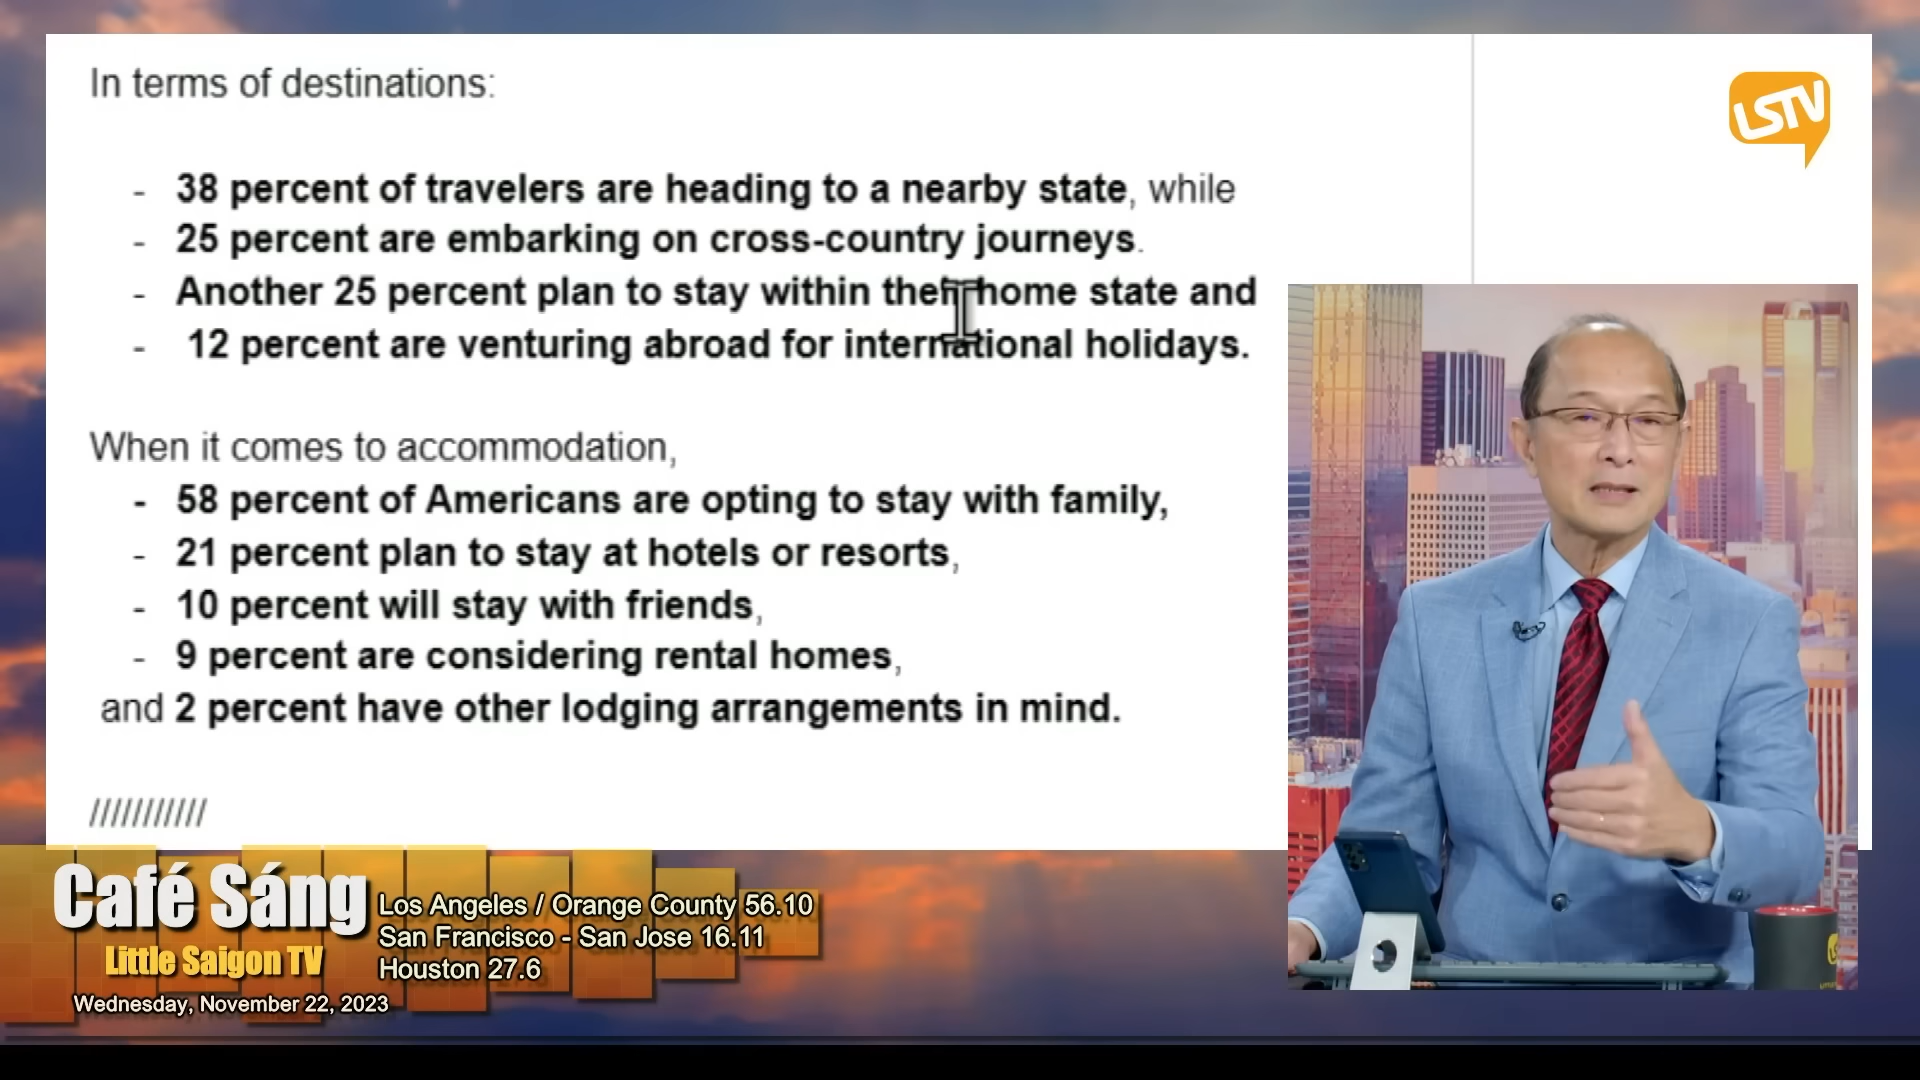 In terms of destinations:
LSTV
- 38 percent of travelers are heading to a nearby state, while
- 25 percent are embarking on cross-country journeys.
- Another 25 percent plan to stay within their home state and
- 12 percent are venturing abroad for international holidays.
When it comes to accommodation,
- 58 percent of Americans are opting to stay with family,
- 21 percent plan to stay at hotels or resorts,
- 10 percent will stay with friends,
- 9 percent are considering rental homes,
and 2 percent have other lodging arrangements in mind.
///////////
Café Sáng
Little Saigon TV
Wednesday, November 22, 2023
Los Angeles / Orange County 56.10
San Francisco - San Jose 16.11
Houston 27.6